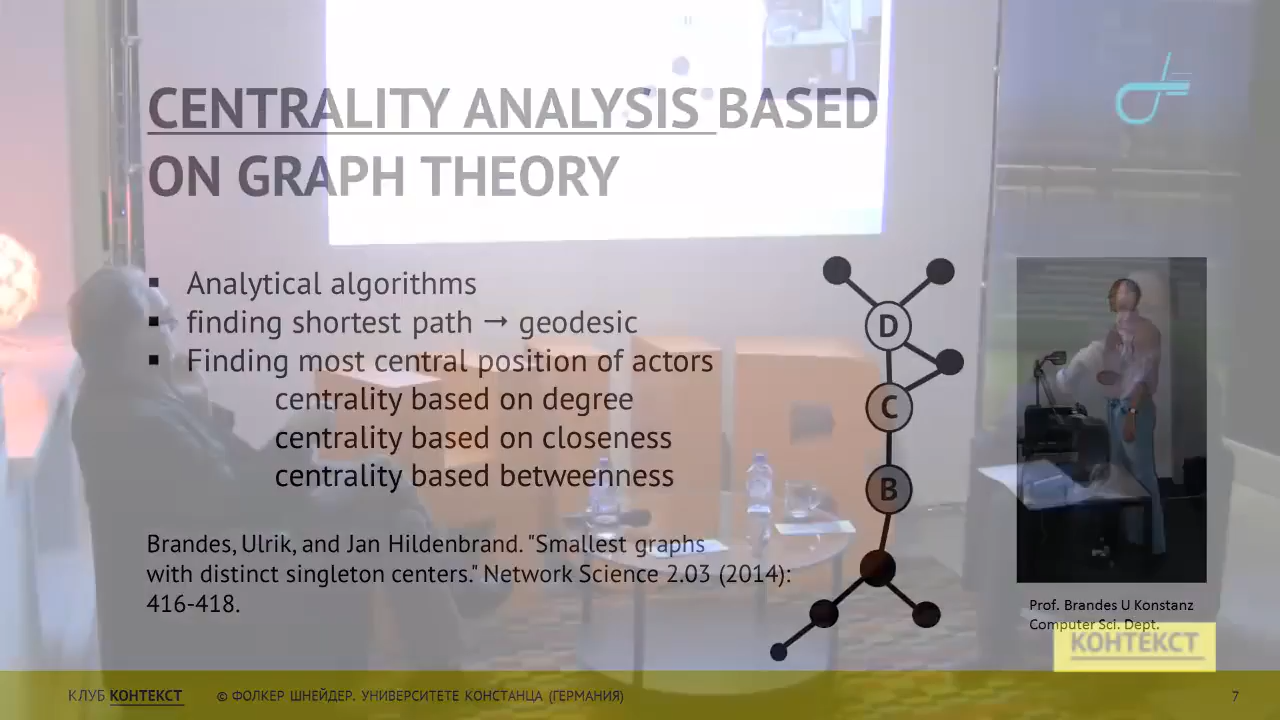 CENTRALITY ANALYSIS BASED
ON GRAPH THEORY
▪ Analytical algorithms
▪ finding shortest path → geodesic
▪ Finding most central position of actors
centrality based on degree
centrality based on closeness
centrality based betweenness
Brandes, Ulrik, and Jan Hildenbrand. "Smallest graphs
with distinct singleton centers." Network Science 2.03 (2014):
416-418.
D
C
B
Prof. Brandes U Konstanz
Computer Sci. Dept.
КОНТЕКСТ
КЛУБ КОНТЕКСТ © ФОЛКЕР ШНЕЙДЕР. УНИВЕРСИТЕТЕ КОНСТАНЦА (ГЕРМАНИЯ) 7